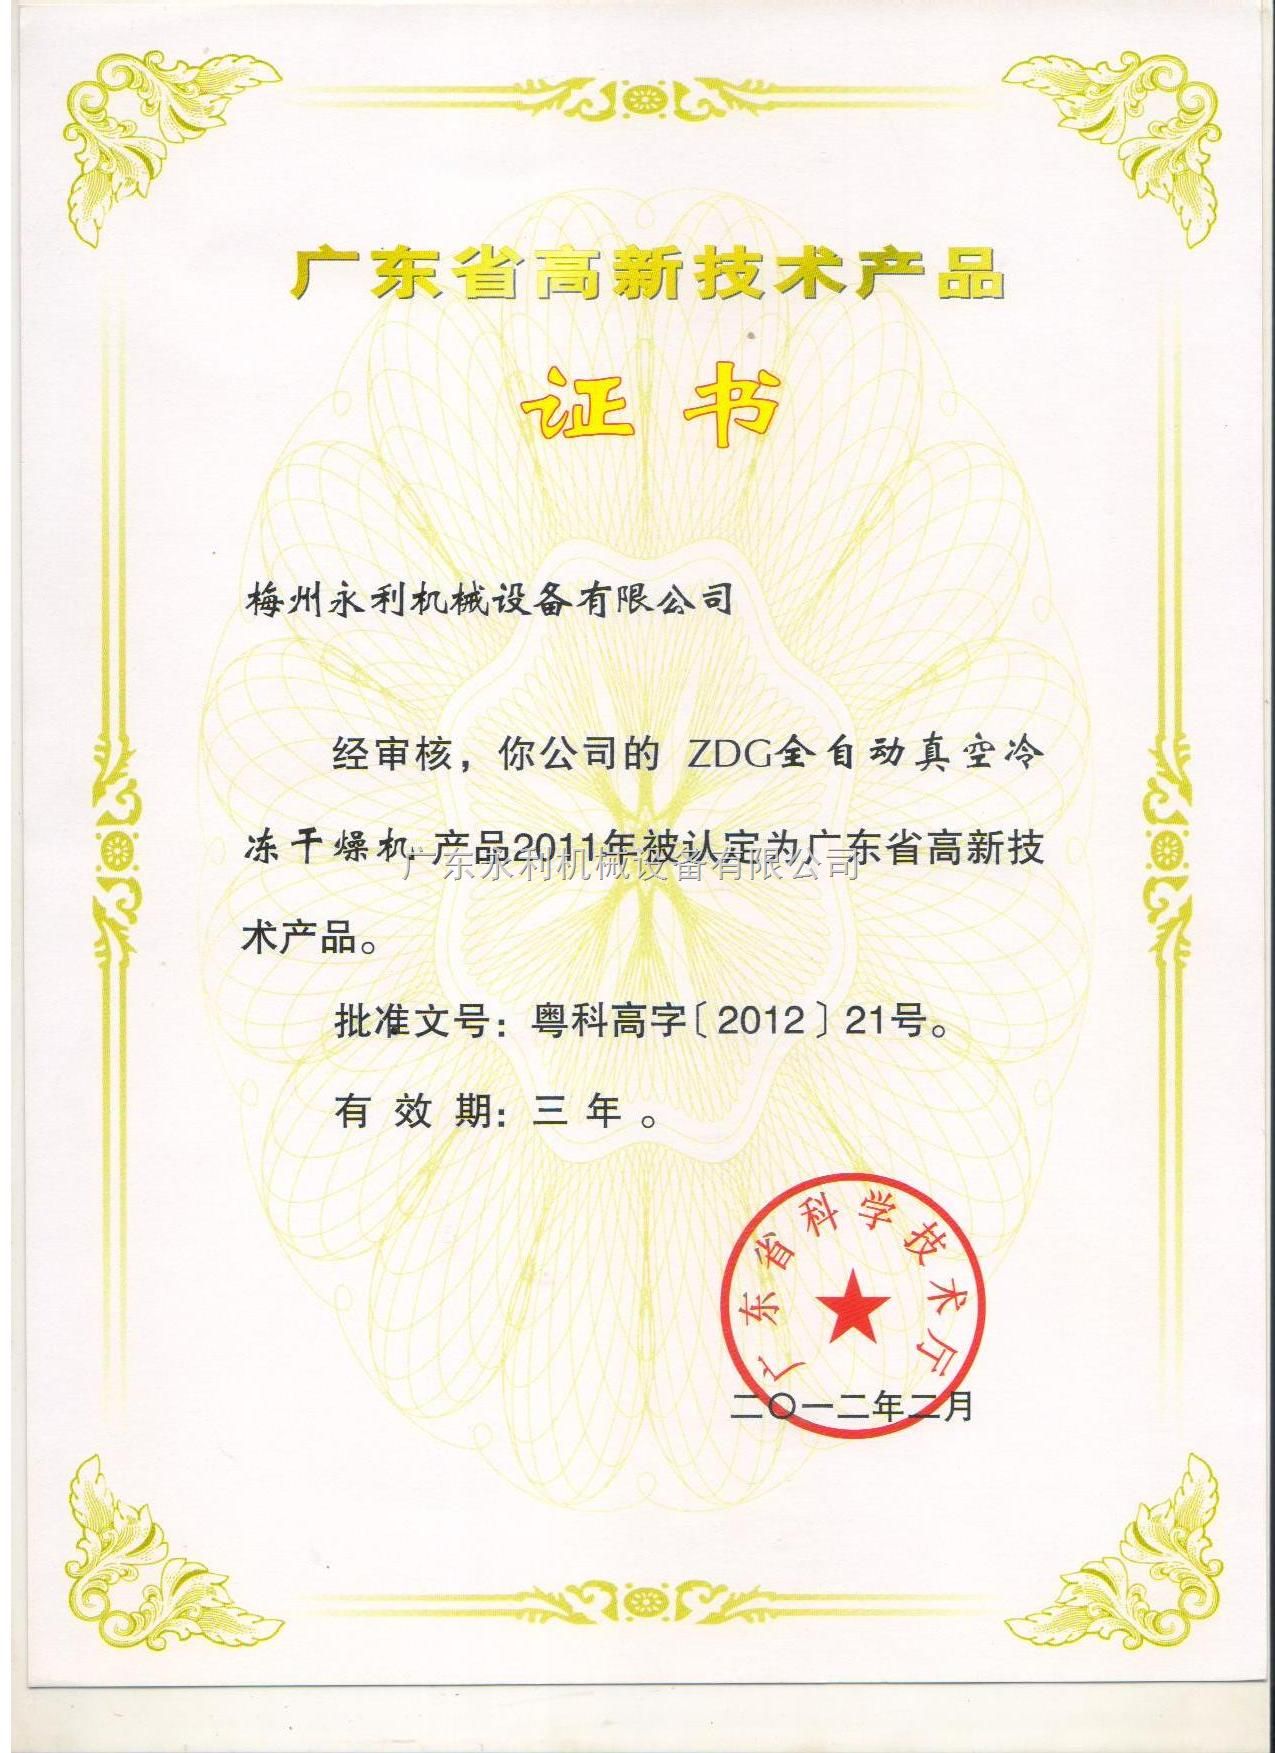 广东省高新技术产品
证书
梅州永利机械设备有限公司
经审核，你公司的 ZDG全自动真空冷
冻干燥机 产品2011年被认定为广东省高新技
广东永利机械设备有限公司
术产品。
批准文号：粤科高字〔2012〕21号。
有 效 期：三 年 。
广东省科学技术厅
二〇一二年二月